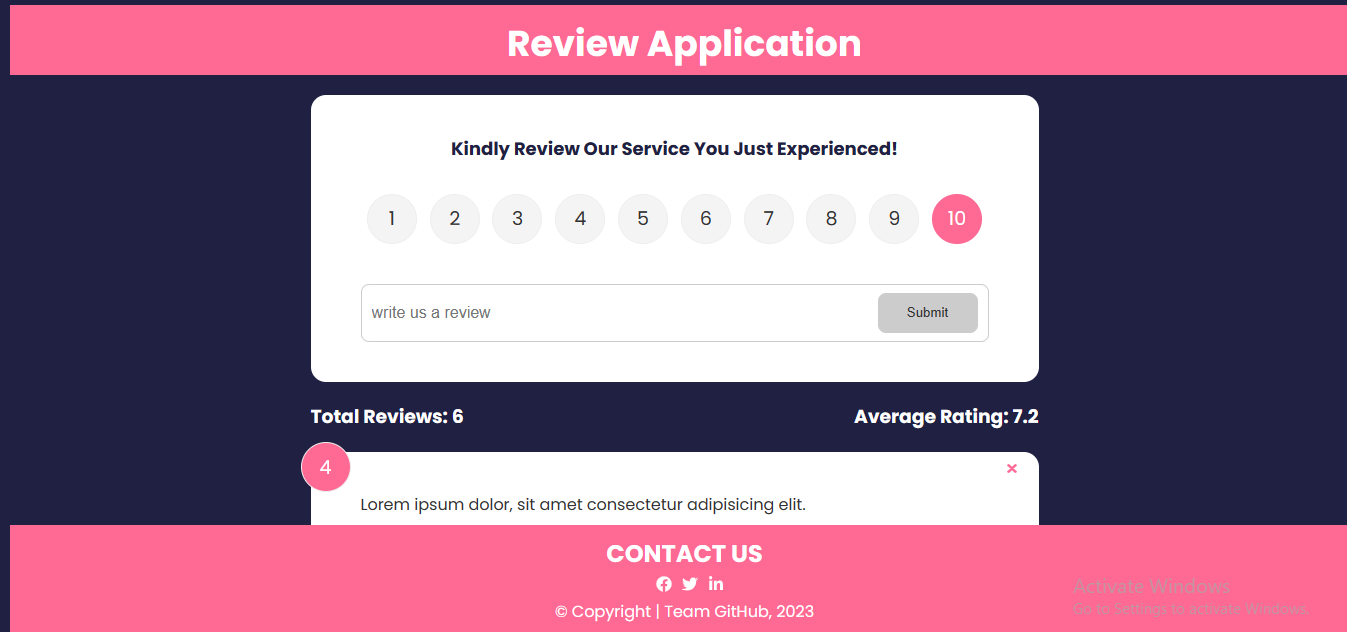 Review Application
Kindly Review Our Service You Just Experienced!
1 2 3 4 5 6 7 8 9 10
write us a review Submit
Total Reviews: 6 Average Rating: 7.2
4
Lorem ipsum dolor, sit amet consectetur adipisicing elit.
CONTACT US
© Copyright | Team GitHub, 2023
Activate Windows
Go to Settings to activate Windows.